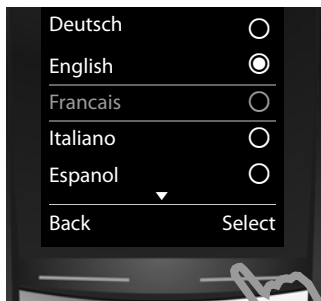 Deutsch
English
Francais
Italiano
Espanol
Back Select